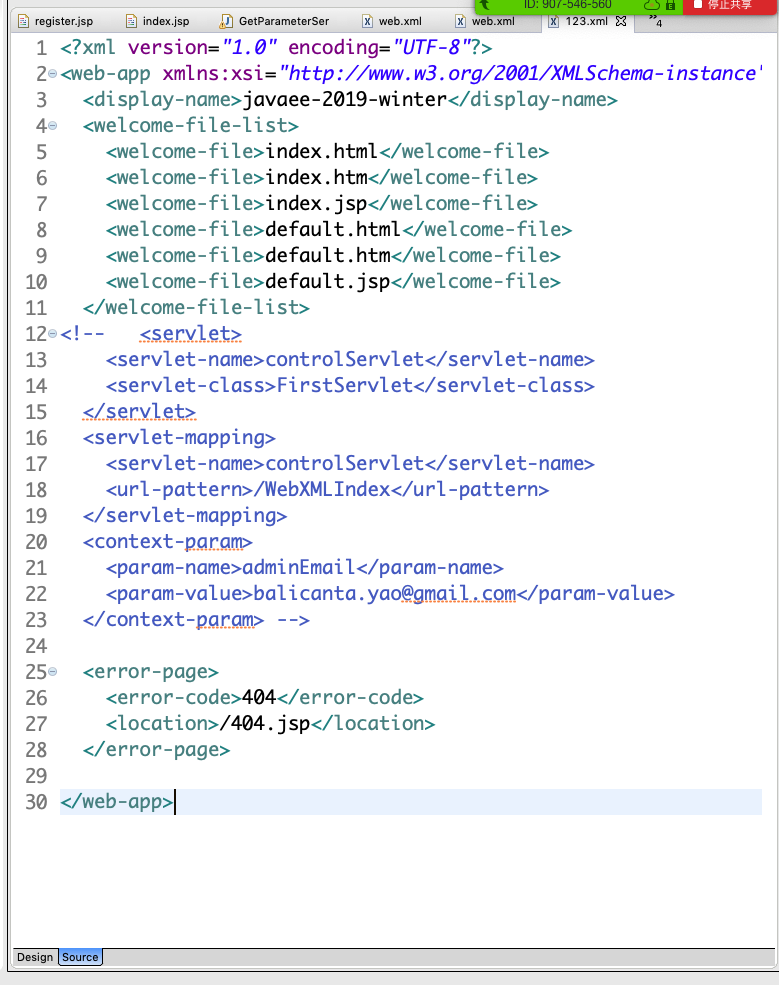 ID: 907-546-560 停止共享
register.jsp index.jsp GetParameterSer web.xml web.xml 123.xml 4
1 <?xml version="1.0" encoding="UTF-8"?>
2 <web-app xmlns:xsi="http://www.w3.org/2001/XMLSchema-instance"
3 <display-name>javaee-2019-winter</display-name>
4 <welcome-file-list>
5 <welcome-file>index.html</welcome-file>
6 <welcome-file>index.htm</welcome-file>
7 <welcome-file>index.jsp</welcome-file>
8 <welcome-file>default.html</welcome-file>
9 <welcome-file>default.htm</welcome-file>
10 <welcome-file>default.jsp</welcome-file>
11 </welcome-file-list>
12 <!-- <servlet>
13 <servlet-name>controlServlet</servlet-name>
14 <servlet-class>FirstServlet</servlet-class>
15 </servlet>
16 <servlet-mapping>
17 <servlet-name>controlServlet</servlet-name>
18 <url-pattern>/WebXMLIndex</url-pattern>
19 </servlet-mapping>
20 <context-param>
21 <param-name>adminEmail</param-name>
22 <param-value>balicanta.yao@gmail.com</param-value>
23 </context-param> -->
24
25 <error-page>
26 <error-code>404</error-code>
27 <location>/404.jsp</location>
28 </error-page>
29
30 </web-app>
Design Source